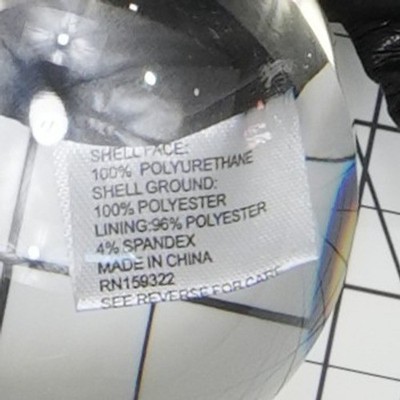 SHELL FACE:
100% POLYURETHANE
SHELL GROUND:
100% POLYESTER
LINING:96% POLYESTER
4% SPANDEX
MADE IN CHINA
RN159322
SEE REVERSE FOR CARE